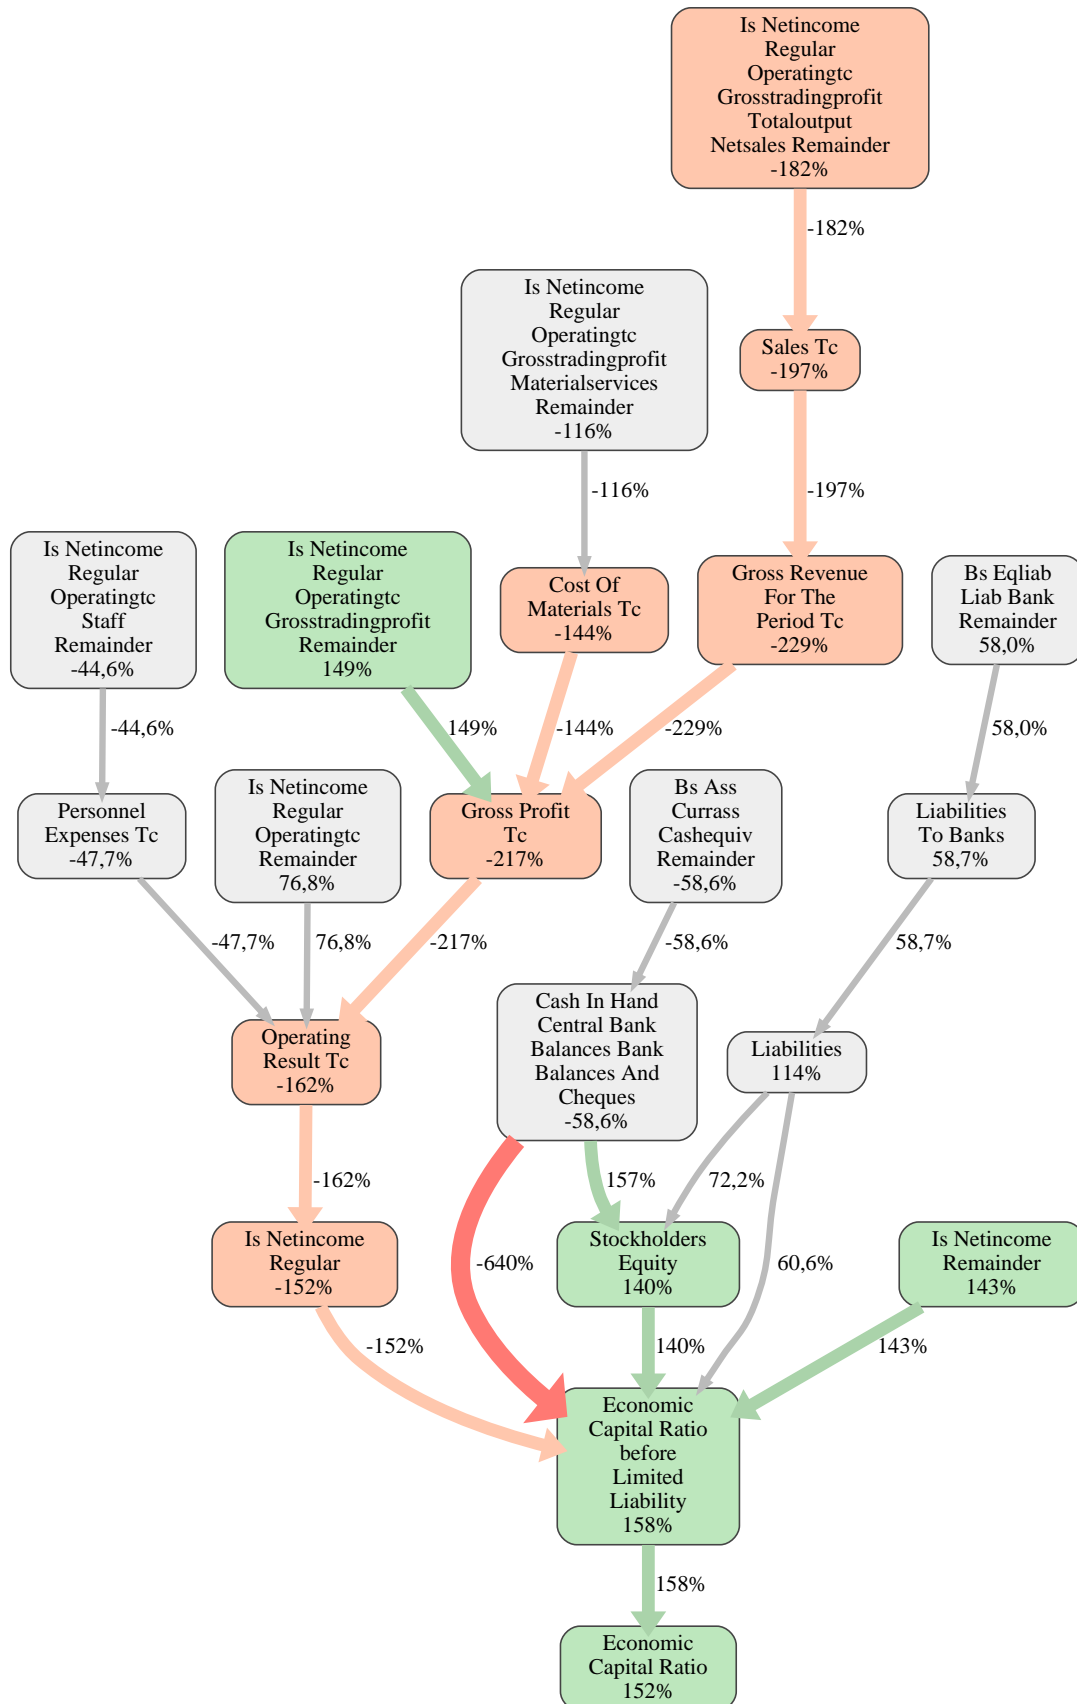 Is Netincome
Regular
Operatingtc
Grosstradingprofit
Totaloutput
Netsales Remainder
-182%
-182%
Is Netincome
Regular
Operatingtc
Grosstradingprofit
Materialservices
Remainder
-116%
Sales Tc
-197%
-116%
-197%
Is Netincome
Regular
Operatingtc
Staff
Remainder
-44,6%
Is Netincome
Regular
Operatingtc
Grosstradingprofit
Remainder
149%
Cost Of
Materials Tc
-144%
Gross Revenue
For The
Period Tc
-229%
Bs Eqliab
Liab Bank
Remainder
58,0%
-44,6%
149%
-144%
-229%
58,0%
Personnel
Expenses Tc
-47,7%
Is Netincome
Regular
Operatingtc
Remainder
76,8%
Gross Profit
Tc
-217%
Bs Ass
Currass
Cashequiv
Remainder
-58,6%
Liabilities
To Banks
58,7%
-47,7%
76,8%
-217%
-58,6%
58,7%
Operating
Result Tc
-162%
Cash In Hand
Central Bank
Balances Bank
Balances And
Cheques
-58,6%
Liabilities
114%
-162%
157%
72,2%
Is Netincome
Regular
-152%
-640%
Stockholders
Equity
140%
60,6%
Is Netincome
Remainder
143%
-152%
140%
143%
Economic
Capital Ratio
before
Limited
Liability
158%
158%
Economic
Capital Ratio
152%